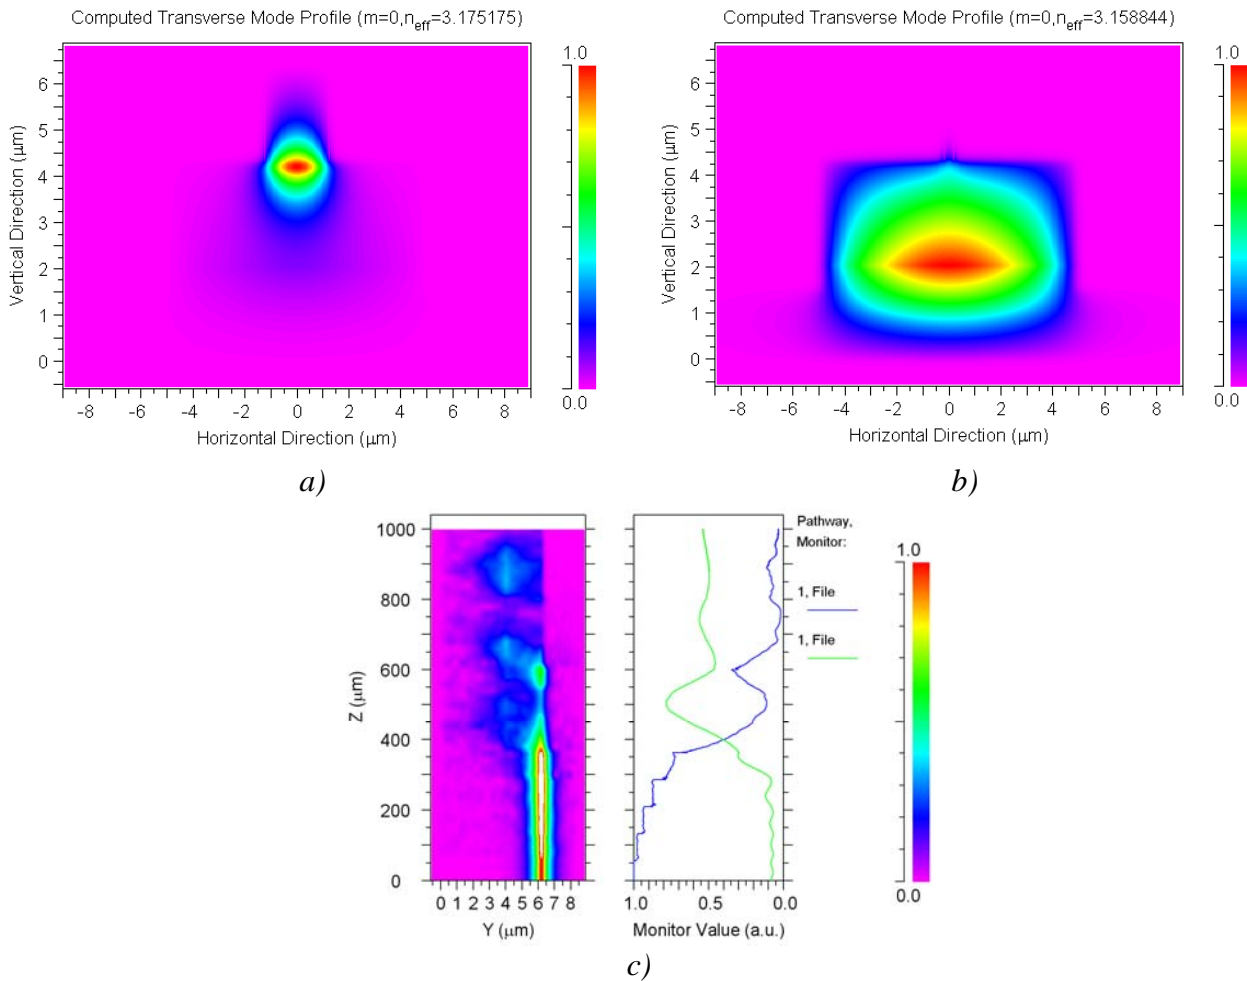 Computed Transverse Mode Profile (m=0,neff=3.175175)
1.0
6
5
4
3
2
1
0
Vertical Direction (μm)
-8 -6 -4 -2 0 2 4 6 8
0.0
Horizontal Direction (μm)
a)
Computed Transverse Mode Profile (m=0,neff=3.158844)
1.0
6
5
4
3
2
1
0
Vertical Direction (μm)
-8 -6 -4 -2 0 2 4 6 8
0.0
Horizontal Direction (μm)
b)
1000
800
600
400
200
0
Z (μm)
0 1 2 3 4 5 6 7 8
Y (μm)
1.0 0.5 0.0
Monitor Value (a.u.)
Pathway,
Monitor:
1, File
1, File
1.0
0.0
c)